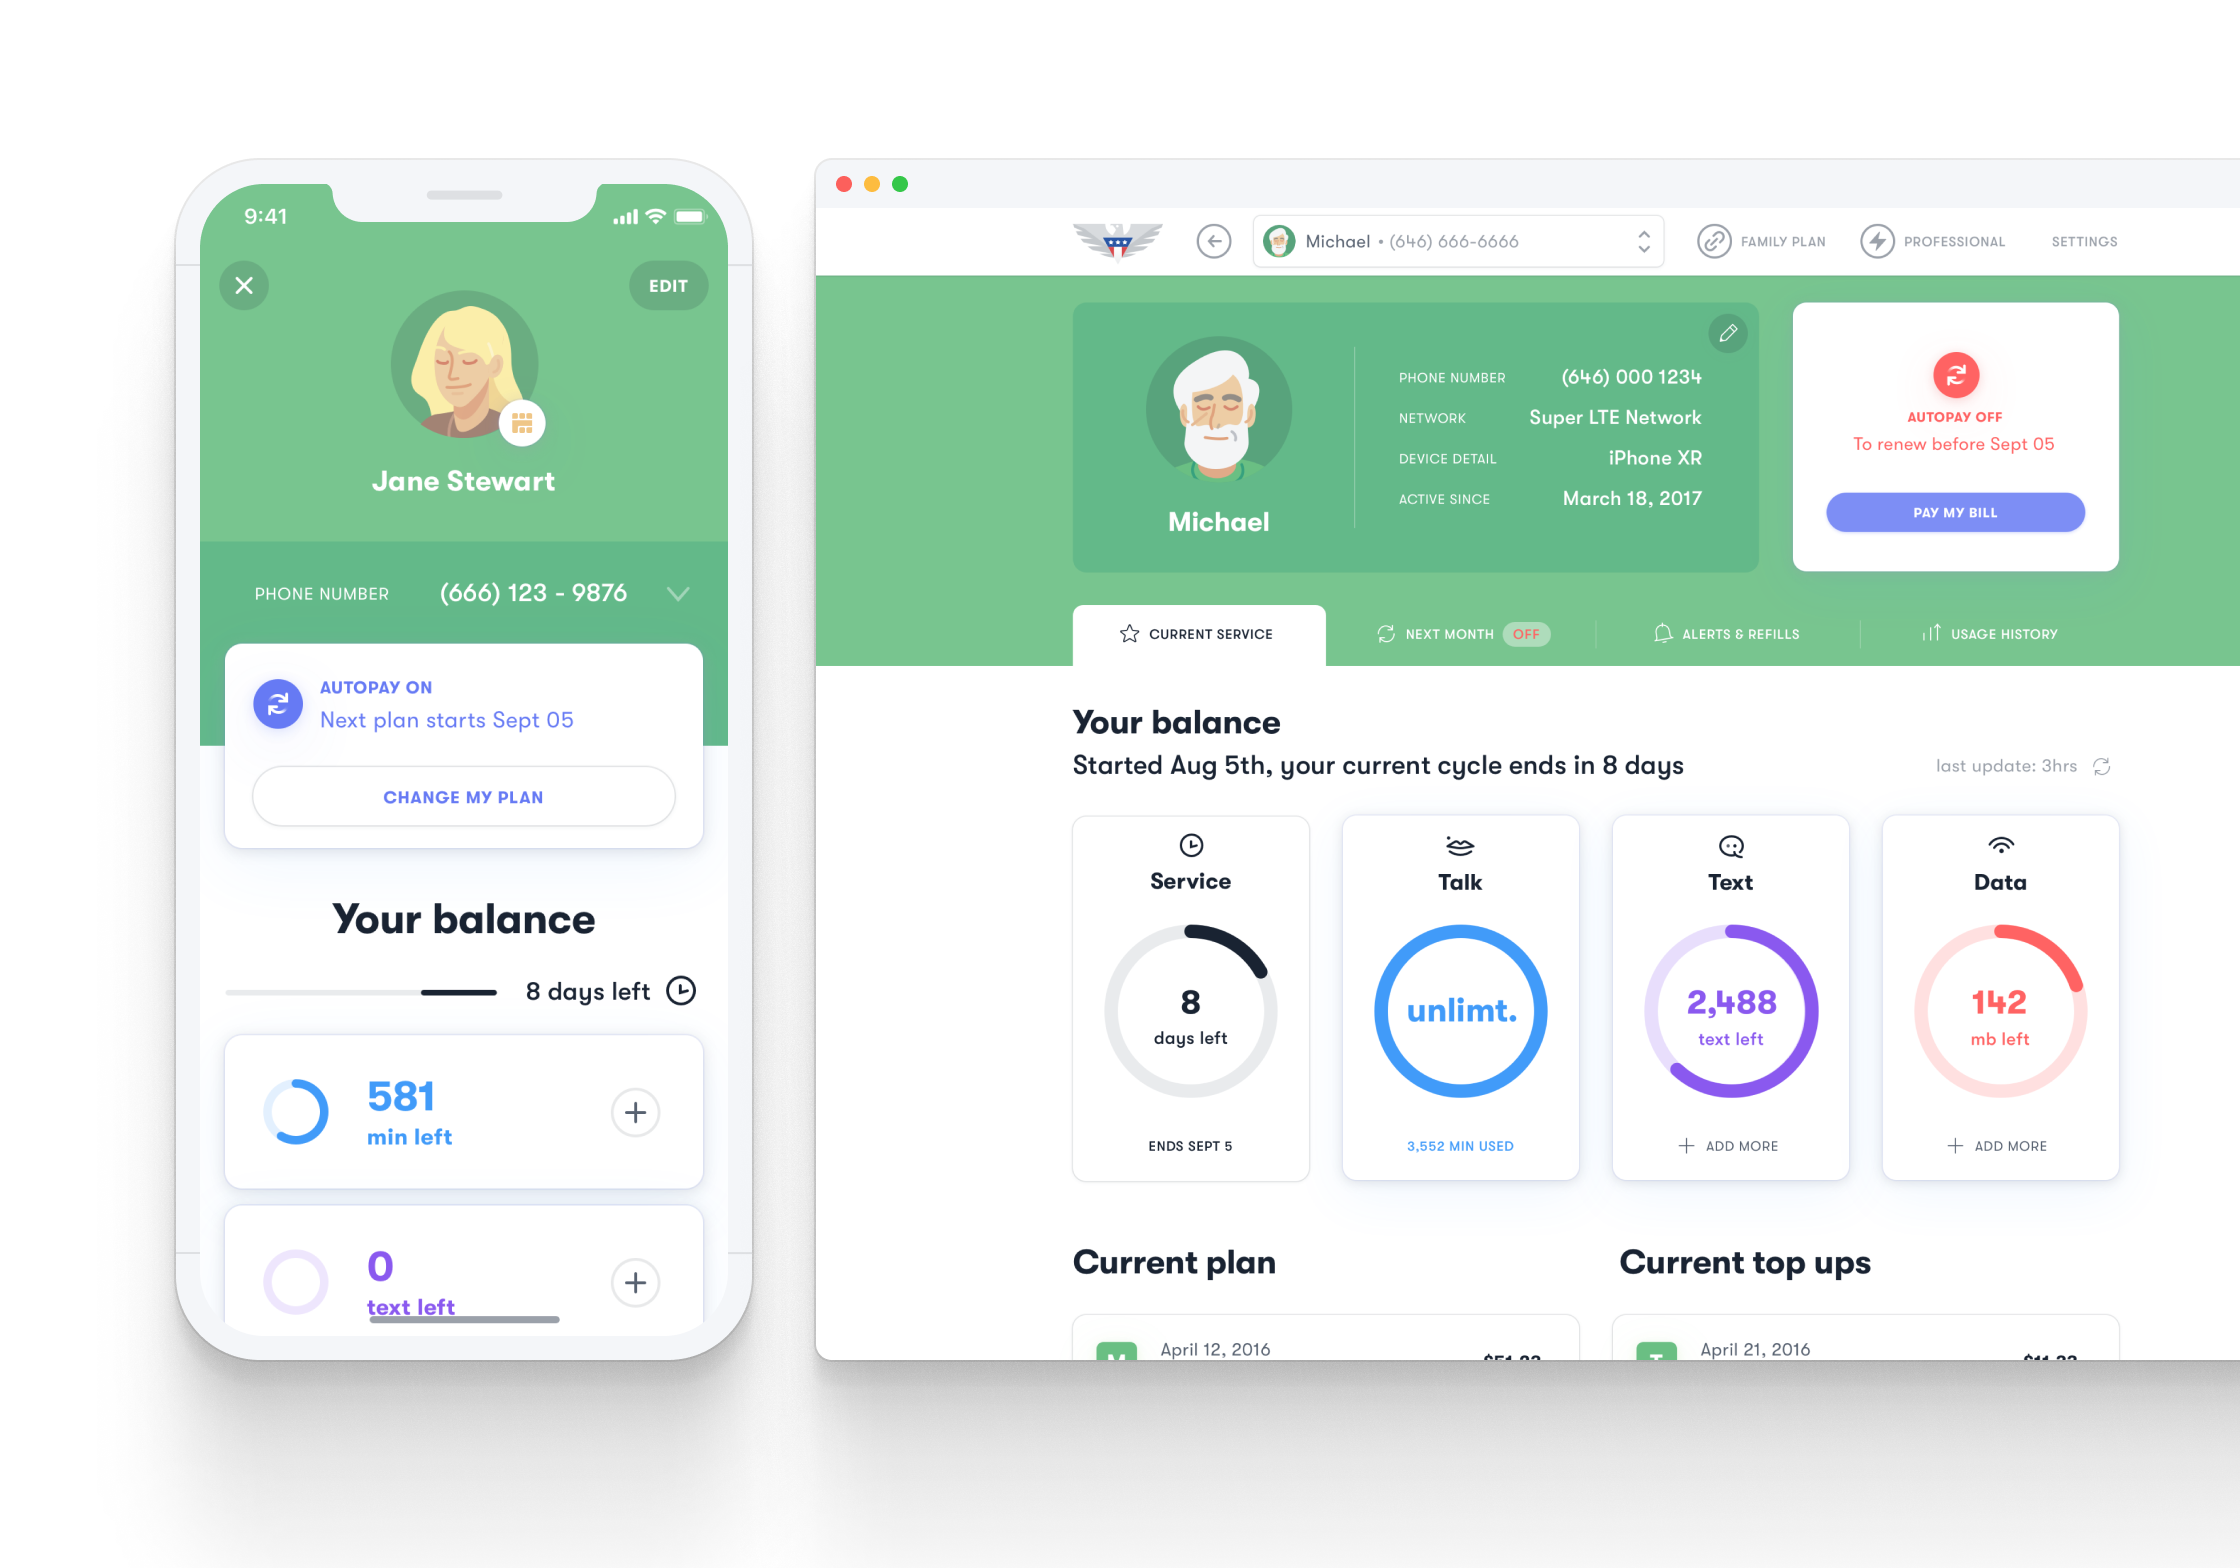 9:41
EDIT
Jane Stewart
PHONE NUMBER (666) 123 - 9876
AUTOPAY ON
Next plan starts Sept 05
CHANGE MY PLAN
Your balance
8 days left
581
min left
0
text left
Michael • (646) 666-6666
FAMILY PLAN
PROFESSIONAL
SETTINGS
Michael
PHONE NUMBER (646) 000 1234
NETWORK Super LTE Network
DEVICE DETAIL iPhone XR
ACTIVE SINCE March 18, 2017
AUTOPAY OFF
To renew before Sept 05
PAY MY BILL
CURRENT SERVICE
NEXT MONTH OFF
ALERTS & REFILLS
USAGE HISTORY
Your balance
Started Aug 5th, your current cycle ends in 8 days
last update: 3hrs
Service
8
days left
ENDS SEPT 5
Talk
unlimt.
3,552 MIN USED
Text
2,488
text left
+ ADD MORE
Data
142
mb left
+ ADD MORE
Current plan
April 12, 2016
Current top ups
April 21, 2016